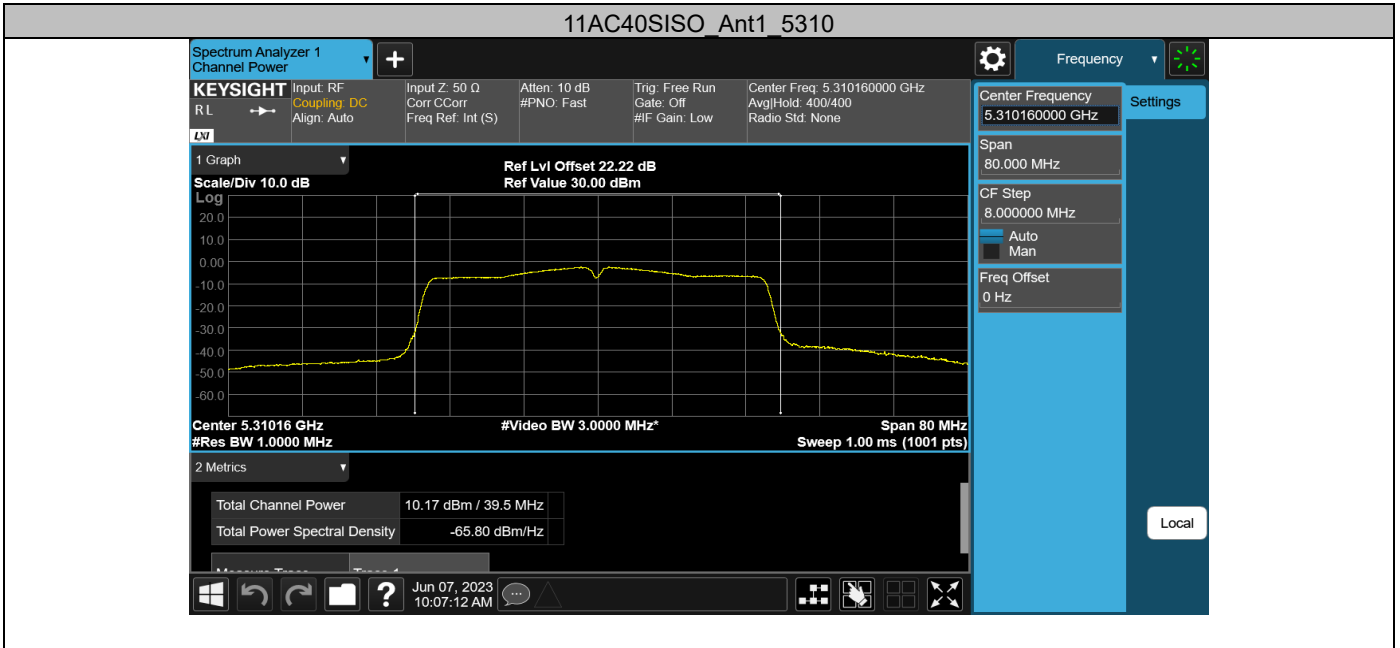 11AC40SISO_Ant1_5310
Spectrum Analyzer 1
Channel Power
Frequency
KEYSIGHT
R L
LXI
Input: RF
Coupling: DC
Align: Auto
Input Z: 50 Ω
Corr CCorr
Freq Ref: Int (S)
Atten: 10 dB
#PNO: Fast
Trig: Free Run
Gate: Off
#IF Gain: Low
Center Freq: 5.310160000 GHz
Avg|Hold: 400/400
Radio Std: None
Center Frequency
5.310160000 GHz
Settings
Span
80.000 MHz
CF Step
8.000000 MHz
Auto
Man
Freq Offset
0 Hz
Local
1 Graph
Scale/Div 10.0 dB
Ref Lvl Offset 22.22 dB
Ref Value 30.00 dBm
Log
20.0
10.0
0.00
-10.0
-20.0
-30.0
-40.0
-50.0
-60.0
Center 5.31016 GHz
#Video BW 3.0000 MHz*
Span 80 MHz
#Res BW 1.0000 MHz
Sweep 1.00 ms (1001 pts)
2 Metrics
Total Channel Power 10.17 dBm / 39.5 MHz
Total Power Spectral Density -65.80 dBm/Hz
Measure Trace Trace 1
?
Jun 07, 2023
10:07:12 AM